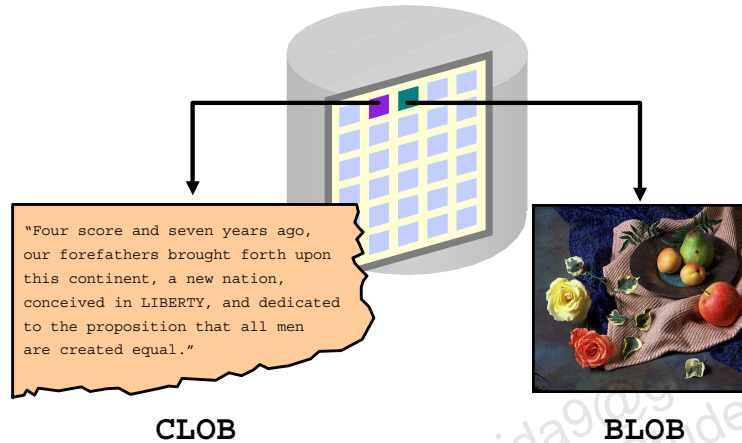 “Four score and seven years ago,
our forefathers brought forth upon
this continent, a new nation,
conceived in LIBERTY, and dedicated
to the proposition that all men
are created equal.”
CLOB
BLOB